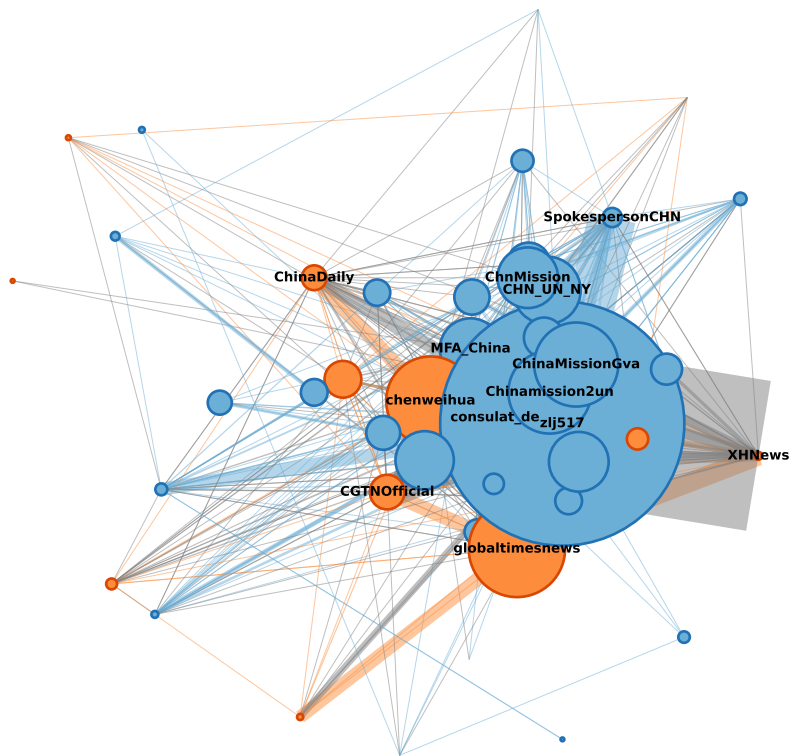 SpokespersonCHN
ChinaDaily
ChnMission
CHN_UN_NY
MFA_China
ChinaMissionGva
Chinamission2un
chenweihua
consulat_de
zlj517
XHNews
CGTNOfficial
globaltimesnews